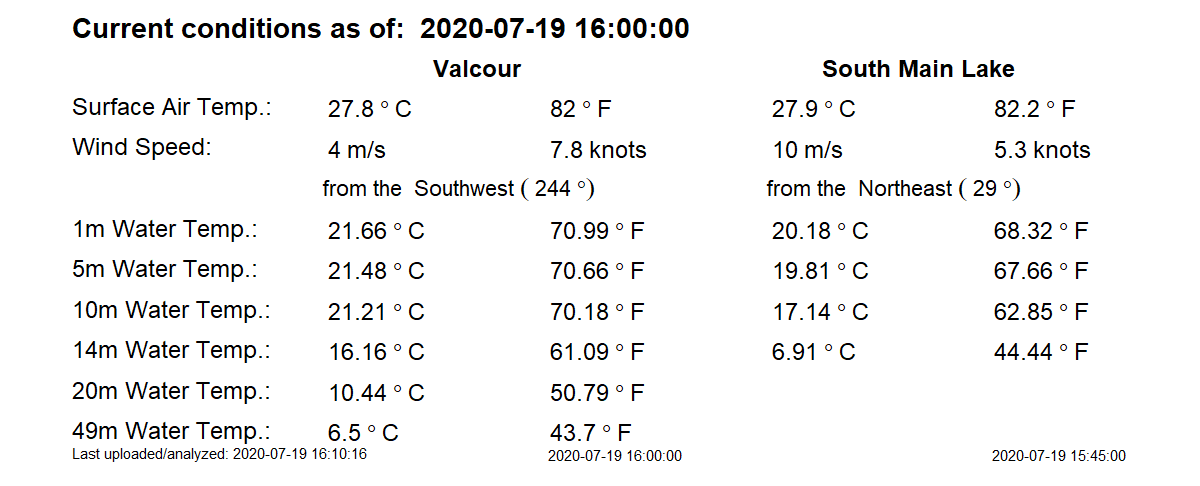 Current conditions as of: 2020-07-19 16:00:00
Valcour South Main Lake
Surface Air Temp.: 27.8 ° C 82 ° F 27.9 ° C 82.2 ° F
Wind Speed: 4 m/s 7.8 knots 10 m/s 5.3 knots
from the Southwest ( 244 °) from the Northeast ( 29 °)
1m Water Temp.: 21.66 ° C 70.99 ° F 20.18 ° C 68.32 ° F
5m Water Temp.: 21.48 ° C 70.66 ° F 19.81 ° C 67.66 ° F
10m Water Temp.: 21.21 ° C 70.18 ° F 17.14 ° C 62.85 ° F
14m Water Temp.: 16.16 ° C 61.09 ° F 6.91 ° C 44.44 ° F
20m Water Temp.: 10.44 ° C 50.79 ° F
49m Water Temp.: 6.5 ° C 43.7 ° F
Last uploaded/analyzed: 2020-07-19 16:10:16 2020-07-19 16:00:00 2020-07-19 15:45:00